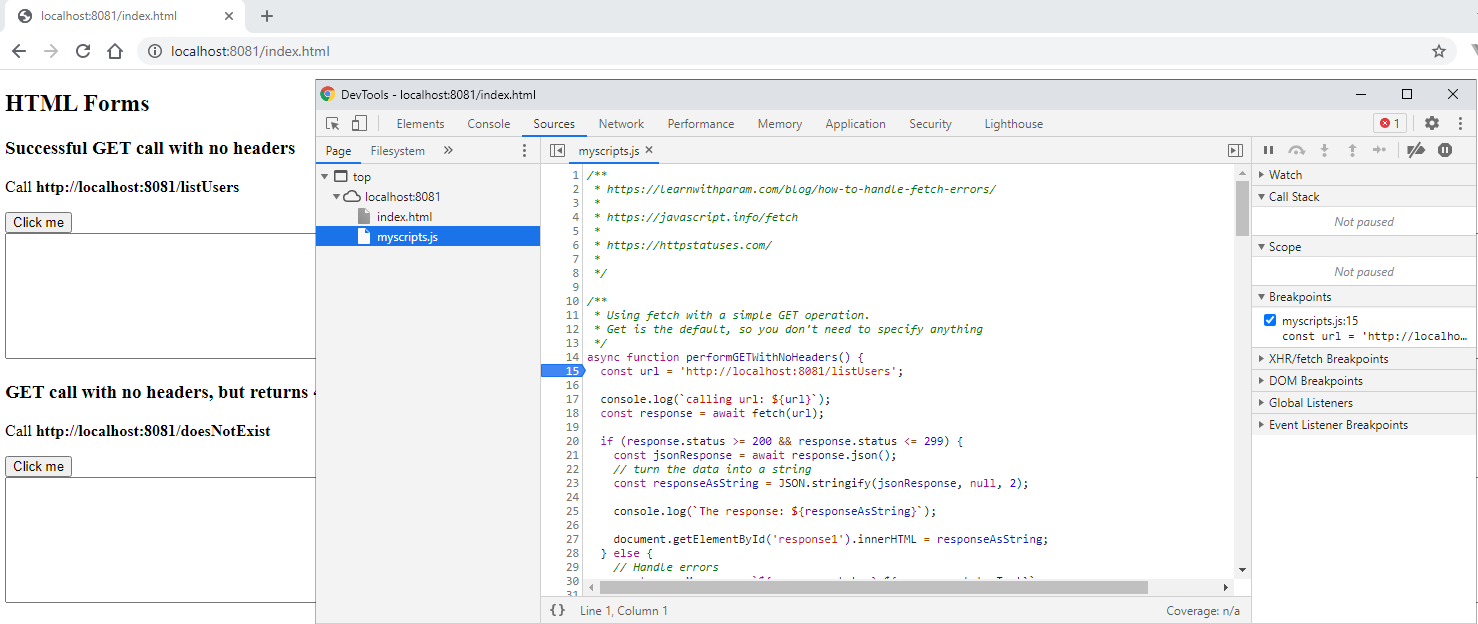 localhost:8081/index.html
localhost:8081/index.html
HTML Forms
Successful GET call with no headers
Call http://localhost:8081/listUsers
Click me
GET call with no headers, but returns
Call http://localhost:8081/doesNotExist
Click me
DevTools - localhost:8081/index.html
Elements Console Sources Network Performance Memory Application Security Lighthouse 1
Page Filesystem »
top
localhost:8081
index.html
myscripts.js
myscripts.js
1 /**
2 * https://learnwithparam.com/blog/how-to-handle-fetch-errors/
3 *
4 * https://javascript.info/fetch
5 *
6 * https://httpstatuses.com/
7 *
8 */
9
10 /**
11 * Using fetch with a simple GET operation.
12 * Get is the default, so you don't need to specify anything
13 */
14 async function performGETWithNoHeaders() {
15 const url = 'http://localhost:8081/listUsers';
16
17 console.log(`calling url: ${url}`);
18 const response = await fetch(url);
19
20 if (response.status >= 200 && response.status <= 299) {
21 const jsonResponse = await response.json();
22 // turn the data into a string
23 const responseAsString = JSON.stringify(jsonResponse, null, 2);
24
25 console.log(`The response: ${responseAsString}`);
26
27 document.getElementById('response1').innerHTML = responseAsString;
28 } else {
29 // Handle errors
30
31
{} Line 1, Column 1
Coverage: n/a
Watch
Call Stack
Not paused
Scope
Not paused
Breakpoints
myscripts.js:15
const url = 'http://localho…
XHR/fetch Breakpoints
DOM Breakpoints
Global Listeners
Event Listener Breakpoints